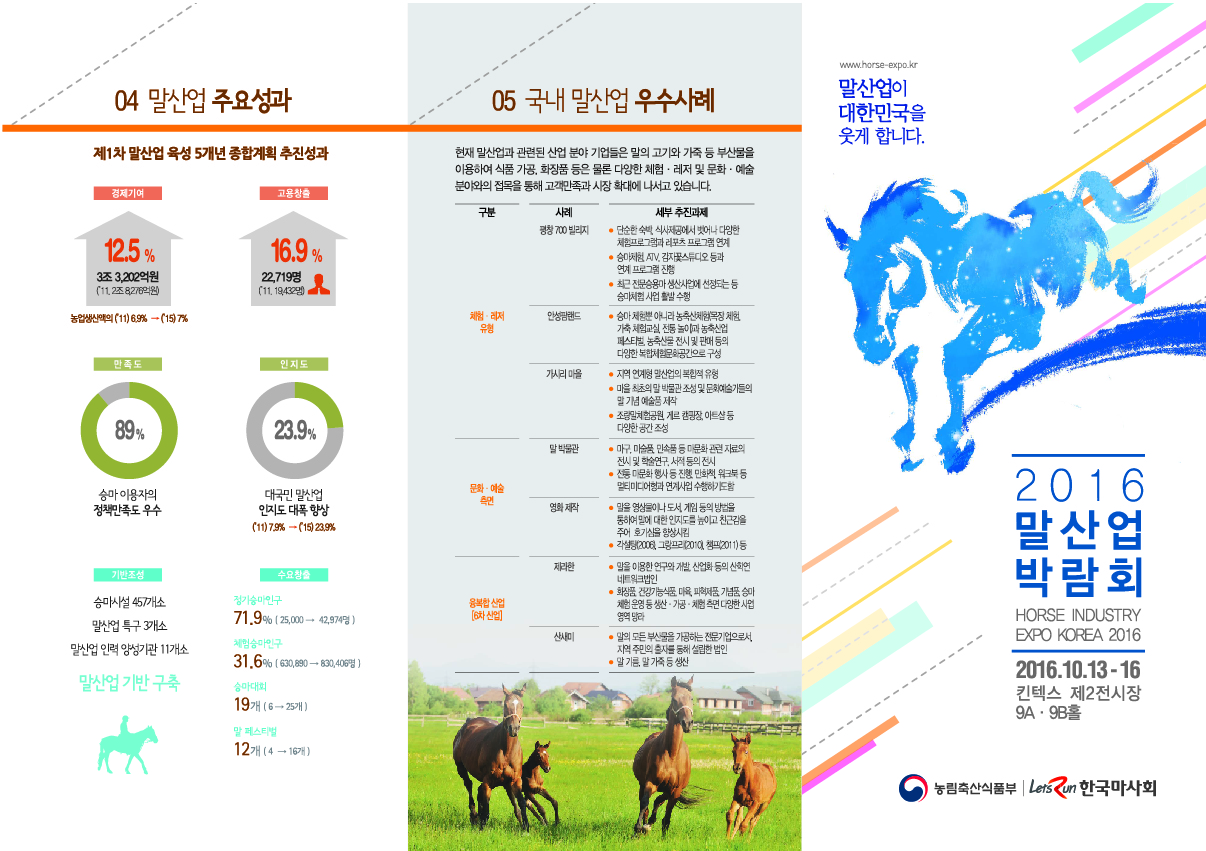 04 말산업 주요성과
제1차 말산업 육성 5개년 종합계획 추진성과
경제기여
12.5 %
3조 3,202억원
('11, 2조 8,276억원)
농업생산액의 ('11) 6.9% → ('15) 7%
고용창출
16.9 %
22,719명
('11, 19,432명)
만족도
89%
승마 이용자의
정책만족도 우수
인지도
23.9%
대국민 말산업
인지도 대폭 향상
('11) 7.9% → ('15) 23.9%
기반조성
승마시설 457개소
말산업 특구 3개소
말산업 인력 양성기관 11개소
말산업 기반 구축
수요창출
정기승마인구
71.9% ( 25,000 → 42,974명 )
체험승마인구
31.6% ( 630,890 → 830,406명 )
승마대회
19개 ( 6 → 25개 )
말 페스티벌
12개 ( 4 → 16개 )
05 국내 말산업 우수사례
현재 말산업과 관련된 산업 분야 기업들은 말의 고기와 가죽 등 부산물을
이용하여 식품 가공, 화장품 등은 물론 다양한 체험 · 레저 및 문화 · 예술
분야와의 접목을 통해 고객만족과 시장 확대에 나서고 있습니다.
구분 사례 세부 추진과제
체험 · 레저
유형
평창 700 빌리지
● 단순한 숙박, 식사제공에서 벗어나 다양한
체험프로그램과 레포츠 프로그램 연계
● 승마체험, ATV, 감자꽃스튜디오 등과
연계 프로그램 진행
● 최근 전문승용마 생산시범에 선정되는 등
승마체험 사업 활발 수행
안성팜랜드
● 승마 체험뿐 아니라 농축산체험(목장 체험,
가축 체험교실, 전통 놀이)과 농축산업
페스티벌, 농축산물 전시 및 판매 등의
다양한 복합체험문화공간으로 구성
가시리 마을
● 지역 연계형 말산업의 복합적 유형
● 마을 최초의 말 박물관 조성 및 문화예술가들의
말 기념 예술품 제작
● 조랑말체험공원, 게르 캠핑장, 아트샵 등
다양한 공간 조성
문화 · 예술
측면
말 박물관
● 마구, 미술품, 민속품 등 마문화 관련 자료의
전시 및 학술연구, 서적 등의 전시
● 전통 마문화 행사 등 진행, 만화책, 워크북 등
멀티미디어형과 연계사업 수행하기도함
영화 제작
● 말을 영상물이나 도서, 게임 등의 방법을
통하여 말에 대한 인지도를 높이고 친근감을
주어 호기심을 향상시킴
● 각설탕(2006), 그랑프리(2010), 챔프(2011) 등
융복합 산업
[6차 산업]
제라한
● 말을 이용한 연구와 개발, 산업화 등의 산학연
네트워크법인
● 화장품, 건강기능식품, 마육, 피혁제품, 기념품, 승마
체험 운영 등 생산 · 가공 · 체험 측면 다양한 사업
영역 망라
산새미
● 말의 모든 부산물을 가공하는 전문기업으로서,
지역 주민의 출자를 통해 설립한 법인
● 말 기름, 말 가죽 등 생산
www.horse-expo.kr
말산업이
대한민국을
웃게 합니다.
2016
말산업
박람회
HORSE INDUSTRY
EXPO KOREA 2016
2016.10.13 - 16
킨텍스 제2전시장
9A · 9B홀
농림축산식품부 | Let's Run 한국마사회